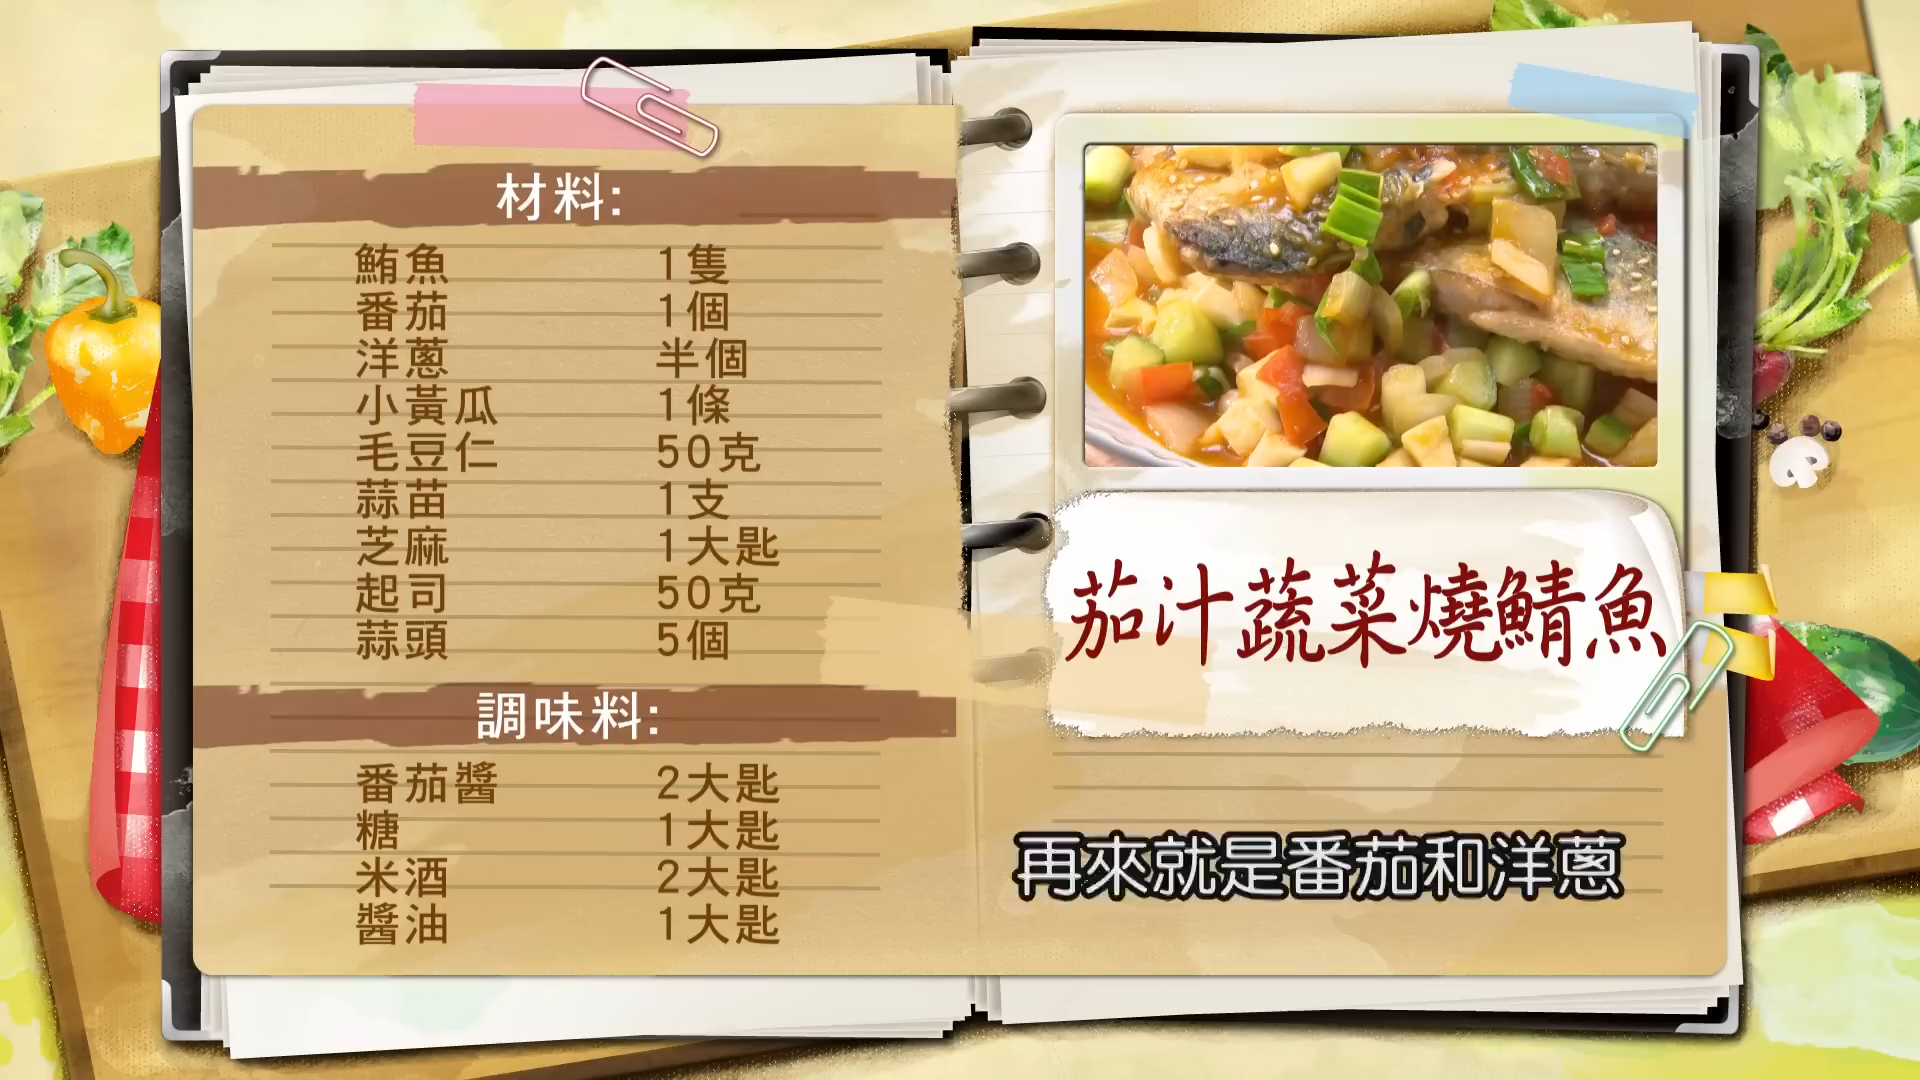 材料:
鮪魚 1隻
番茄 1個
洋蔥 半個
小黃瓜 1條
毛豆仁 50克
蒜苗 1支
芝麻 1大匙
起司 50克
蒜頭 5個
調味料:
番茄醬 2大匙
糖 1大匙
米酒 2大匙
醬油 1大匙
茄汁蔬菜燒鯖魚
再來就是番茄和洋蔥